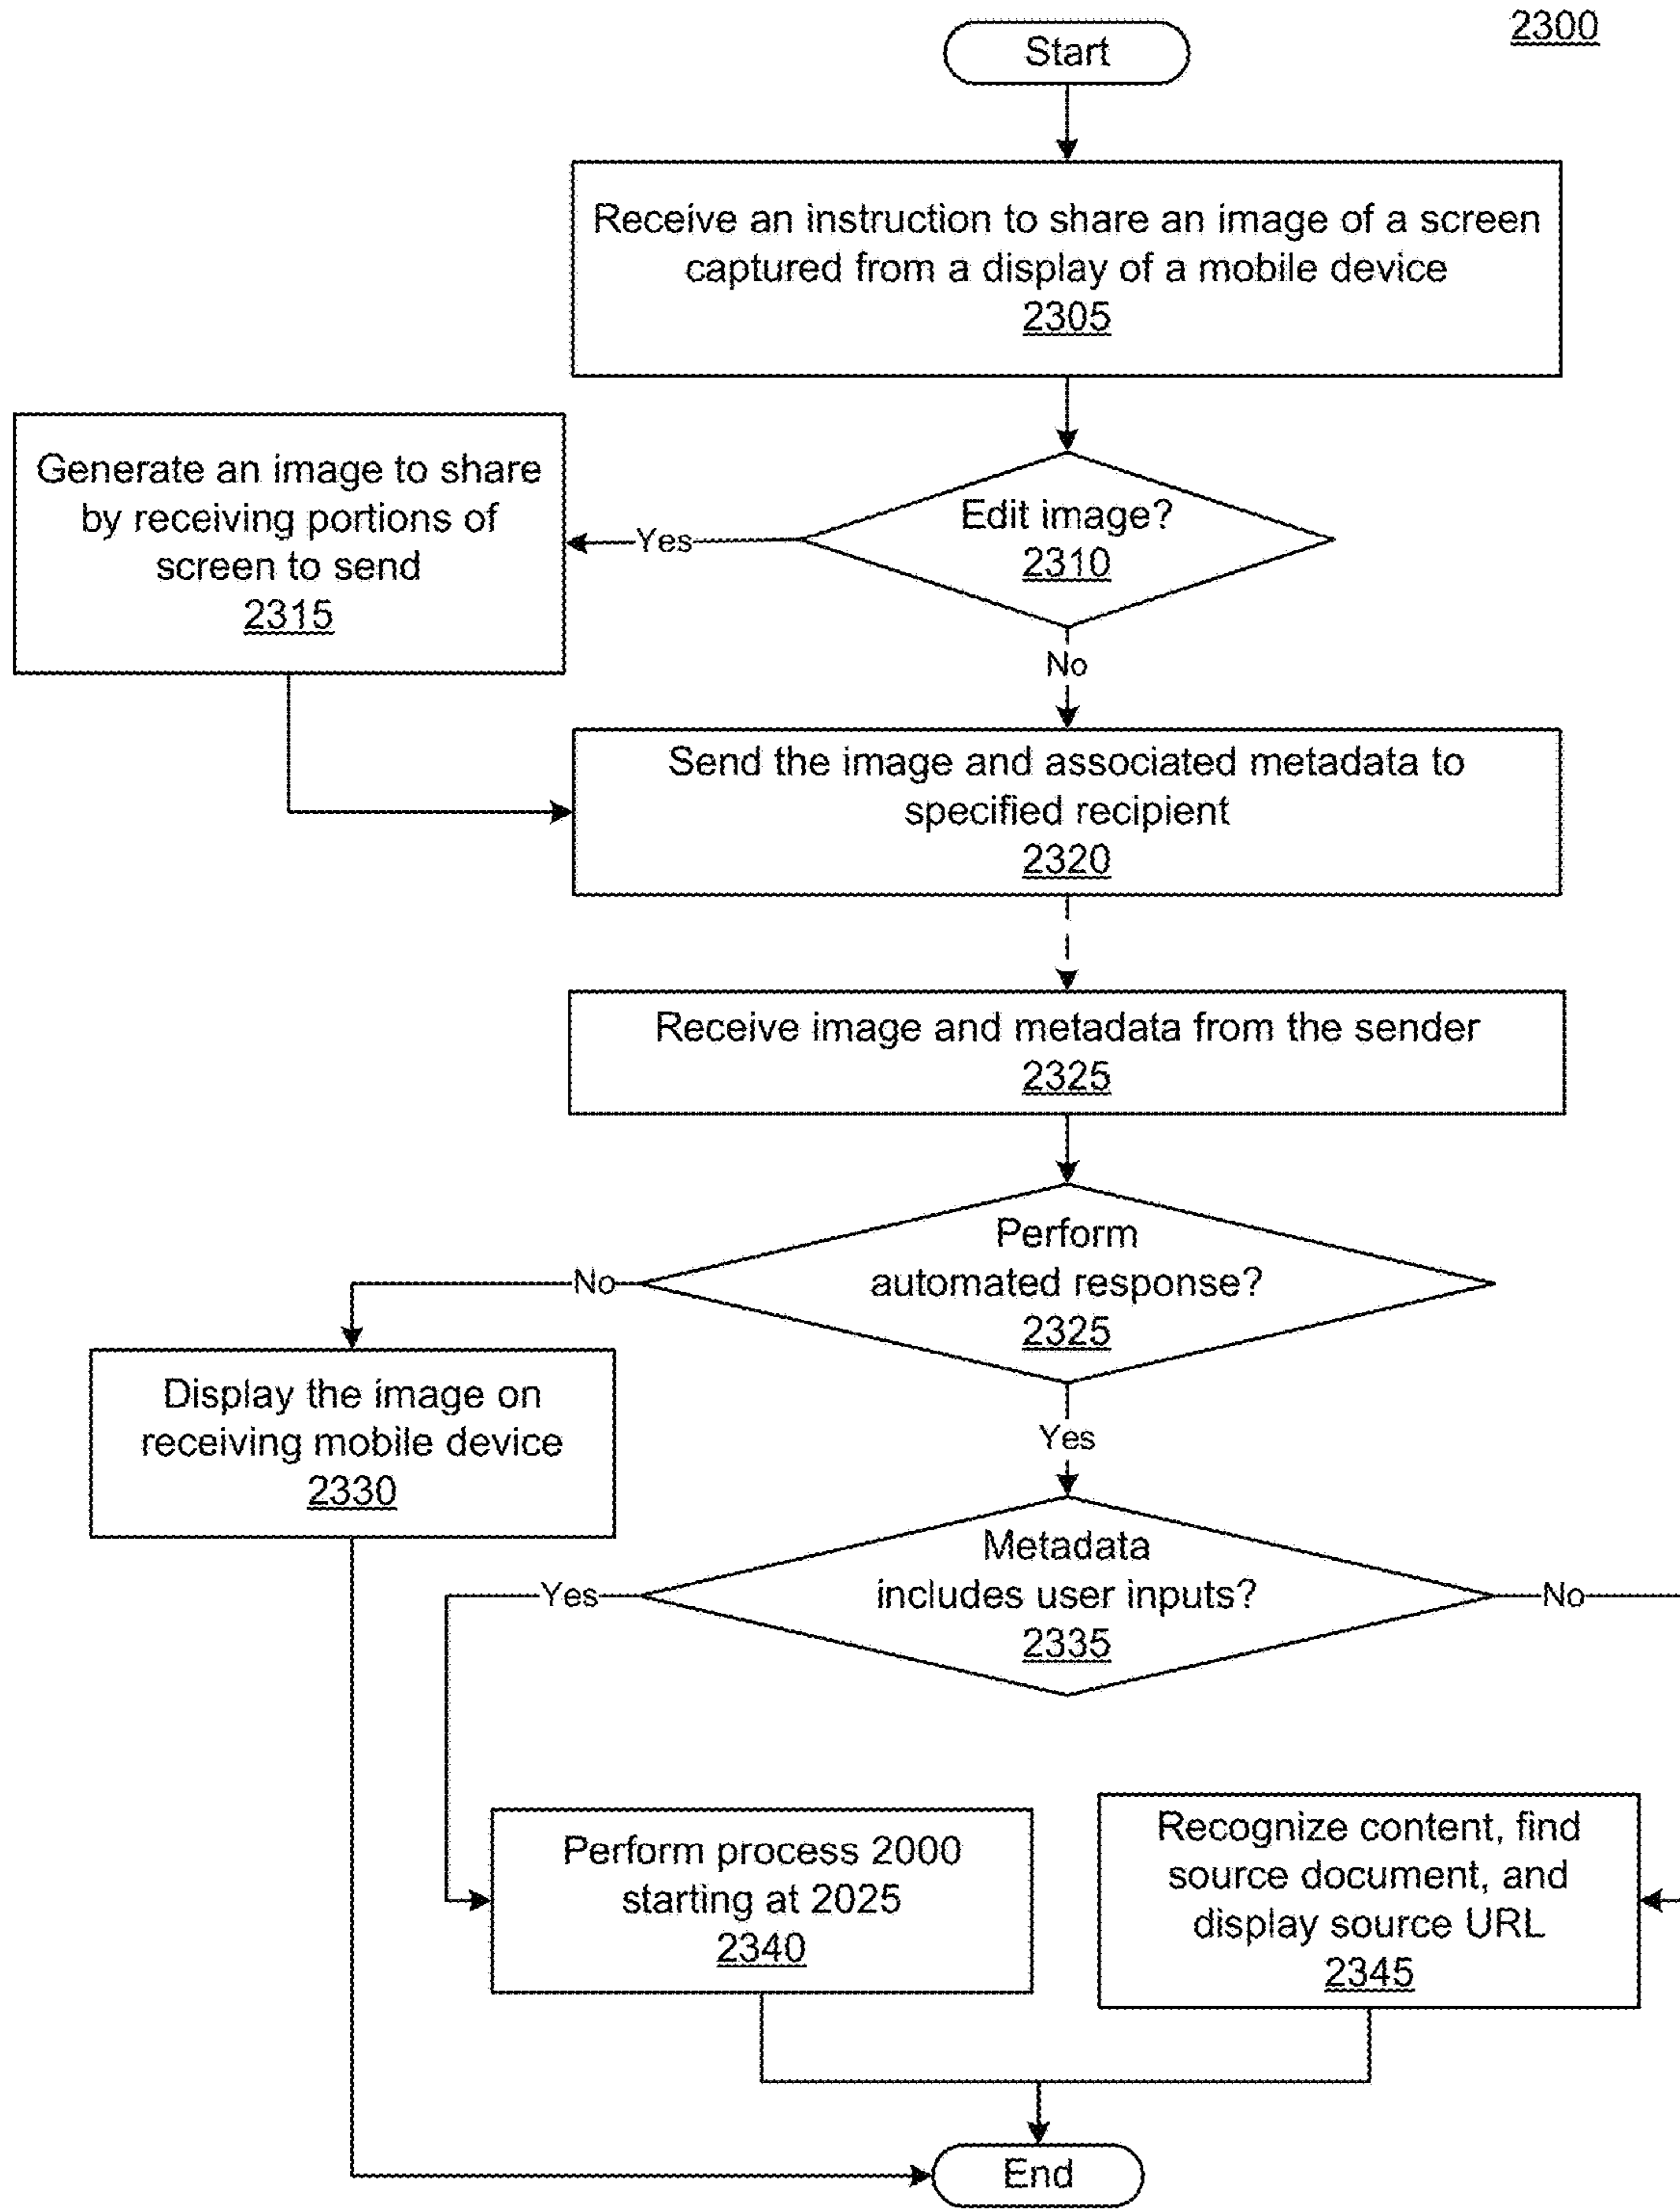 2300
Start
Receive an instruction to share an image of a screen
captured from a display of a mobile device
2305
Edit image?
2310
Yes
Generate an image to share
by receiving portions of
screen to send
2315
No
Send the image and associated metadata to
specified recipient
2320
Receive image and metadata from the sender
2325
Perform
automated response?
2325
No
Display the image on
receiving mobile device
2330
Yes
Metadata
includes user inputs?
2335
Yes
No
Perform process 2000
starting at 2025
2340
Recognize content, find
source document, and
display source URL
2345
End